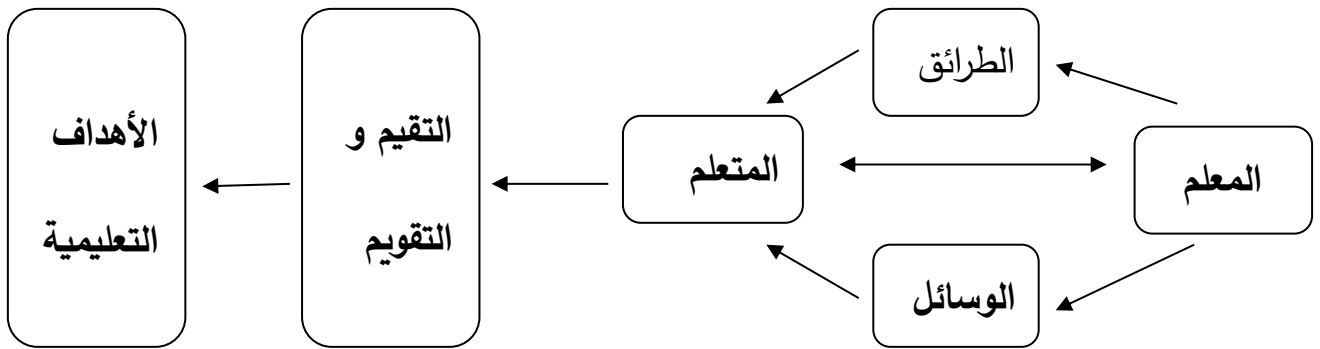 الطرائق
المعلم
المتعلم
الوسائل
التقيم و
التقويم
الأهداف
التعليمية